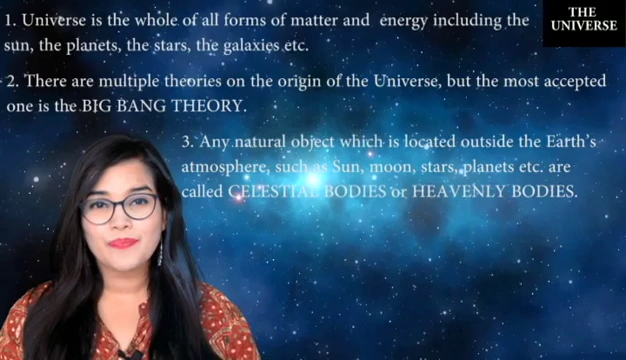 1. Universe is the whole of all forms of matter and energy including the
sun, the planets, the stars, the galaxies etc.
THE
UNIVERSE
2. There are multiple theories on the origin of the Universe, but the most accepted
one is the BIG BANG THEORY.
3. Any natural object which is located outside the Earth's
atmosphere, such as Sun, moon, stars, planets etc. are
called CELESTIAL BODIES or HEAVENLY BODIES.